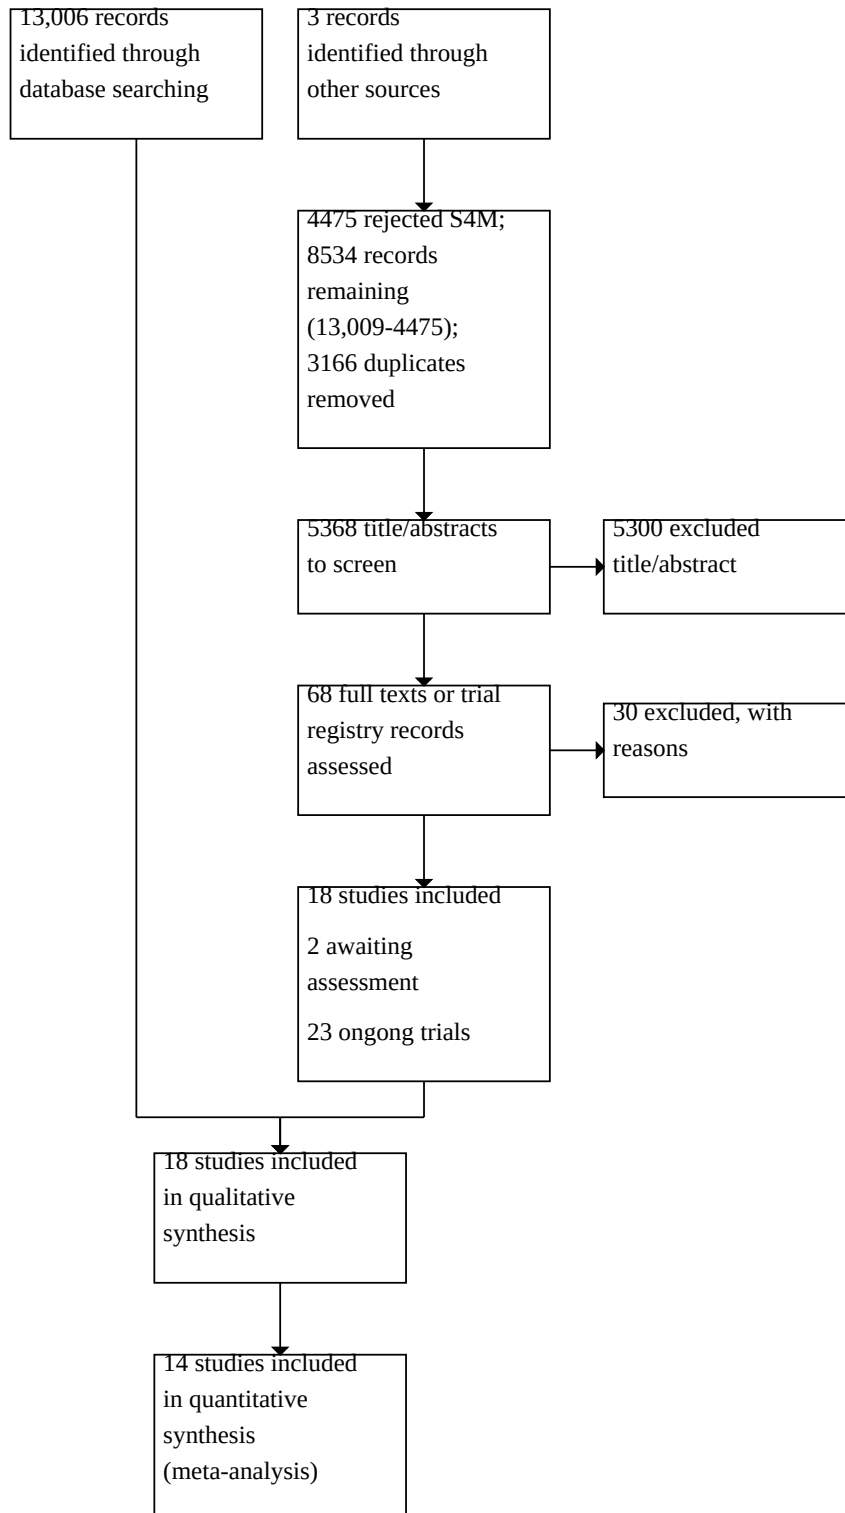 13,006 records
identified through
database searching
3 records
identified through
other sources
4475 rejected S4M;
8534 records
remaining
(13,009-4475);
3166 duplicates
removed
5368 title/abstracts
to screen
5300 excluded
title/abstract
68 full texts or trial
registry records
assessed
30 excluded, with
reasons
18 studies included
2 awaiting
assessment
23 ongong trials
18 studies included
in qualitative
synthesis
14 studies included
in quantitative
synthesis
(meta-analysis)